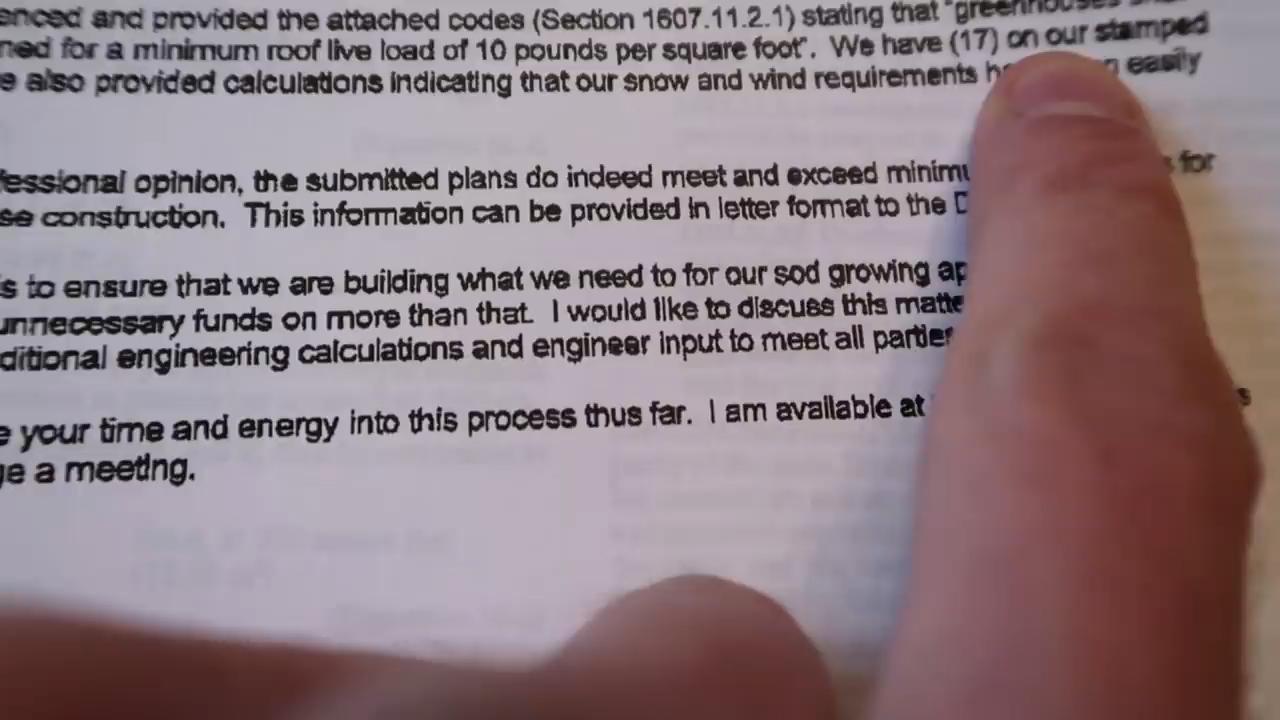 enced and provided the attached codes (Section 1607.11.2.1) stating that "greenhouses
ned for a minimum roof live load of 10 pounds per square foot". We have (17) on our stamped
e also provided calculations indicating that our snow and wind requirements easily
fessional opinion, the submitted plans do indeed meet and exceed minimu s for
se construction. This information can be provided in letter format to the D
s to ensure that we are building what we need to for our sod growing ap
unnecessary funds on more than that. I would like to discuss this matte
ditional engineering calculations and engineer input to meet all parties
e your time and energy into this process thus far. I am available at s
ge a meeting.